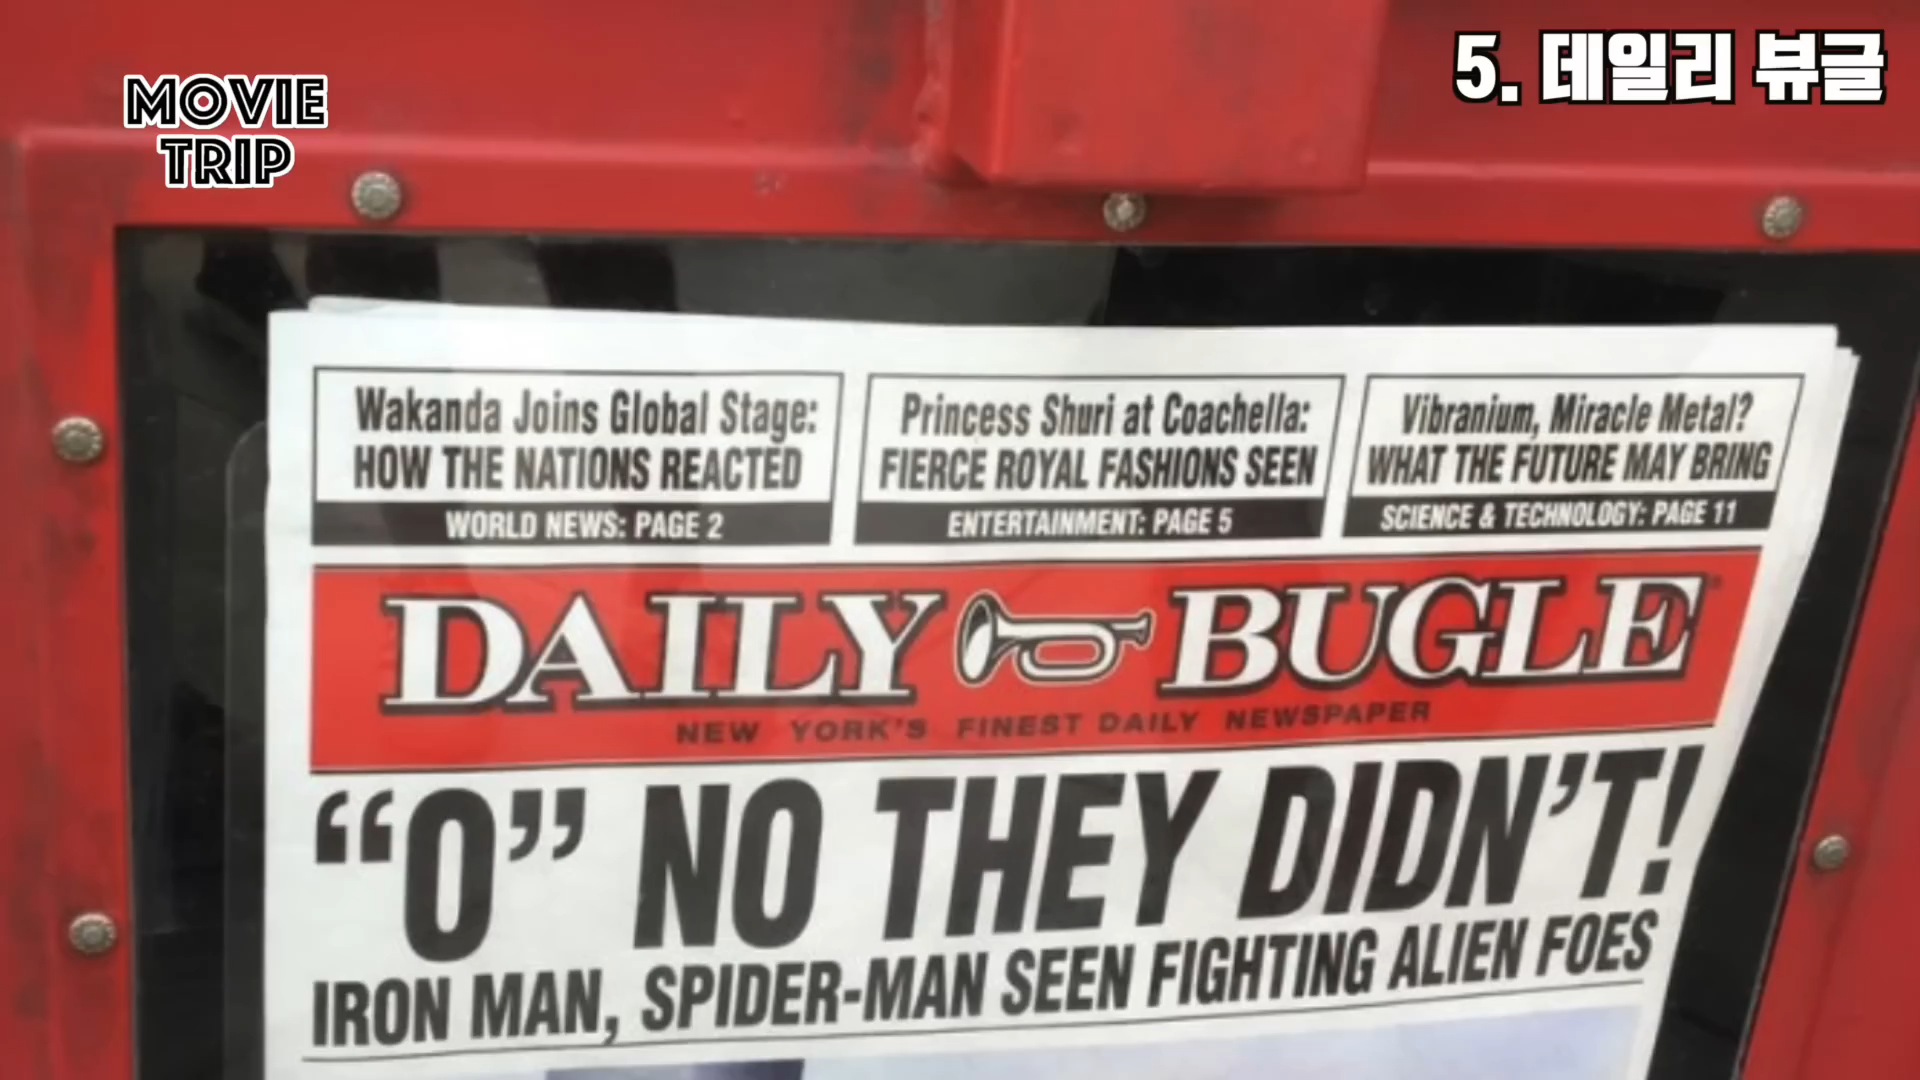 MOVIE
TRIP
5. 데일리 뷰글
Wakanda Joins Global Stage:
HOW THE NATIONS REACTED
WORLD NEWS: PAGE 2
Princess Shuri at Coachella:
FIERCE ROYAL FASHIONS SEEN
ENTERTAINMENT: PAGE 5
Vibranium, Miracle Metal?
WHAT THE FUTURE MAY BRING
SCIENCE & TECHNOLOGY: PAGE 11
DAILY BUGLE
NEW YORK'S FINEST DAILY NEWSPAPER
“O” NO THEY DIDN’T!
IRON MAN, SPIDER-MAN SEEN FIGHTING ALIEN FOES